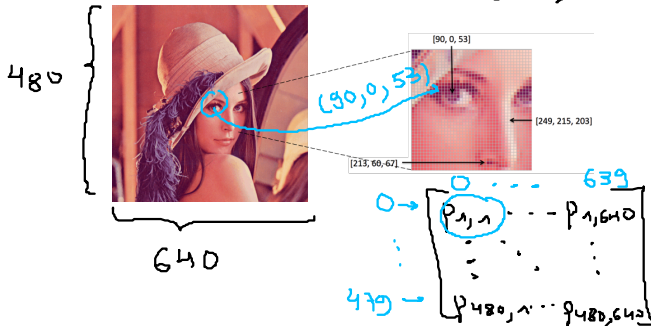 480
640
(90,0,53)
[90, 0, 53]
[249, 215, 203]
[213, 60,-67]
0 .... 639
0→ P1,1 ..... P1,640
479 → P480,1 ... P480,640